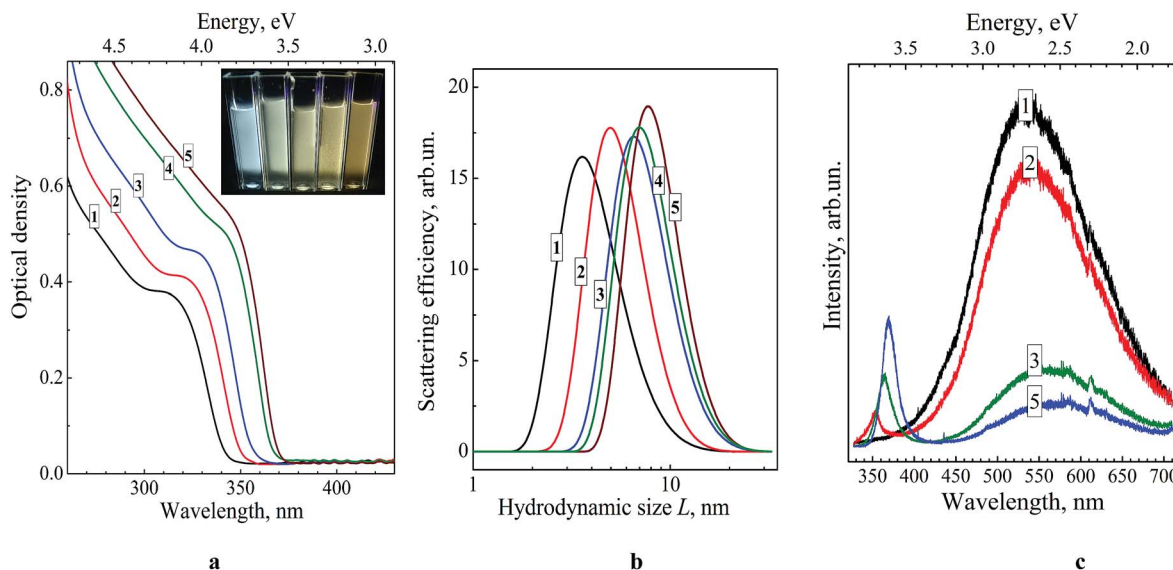 Energy, eV
4.5 4.0 3.5 3.0
0.8
0.6
0.4
0.2
0.0
Optical density
1
2
3
4
5
300 350 400
Wavelength, nm
a
20
15
10
5
0
Scattering efficiency, arb.un.
1
2
3
4
5
1 10
Hydrodynamic size L, nm
b
Energy, eV
3.5 3.0 2.5 2.0
Intensity, arb.un.
1
2
3
5
350 400 450 500 550 600 650 700
Wavelength, nm
c